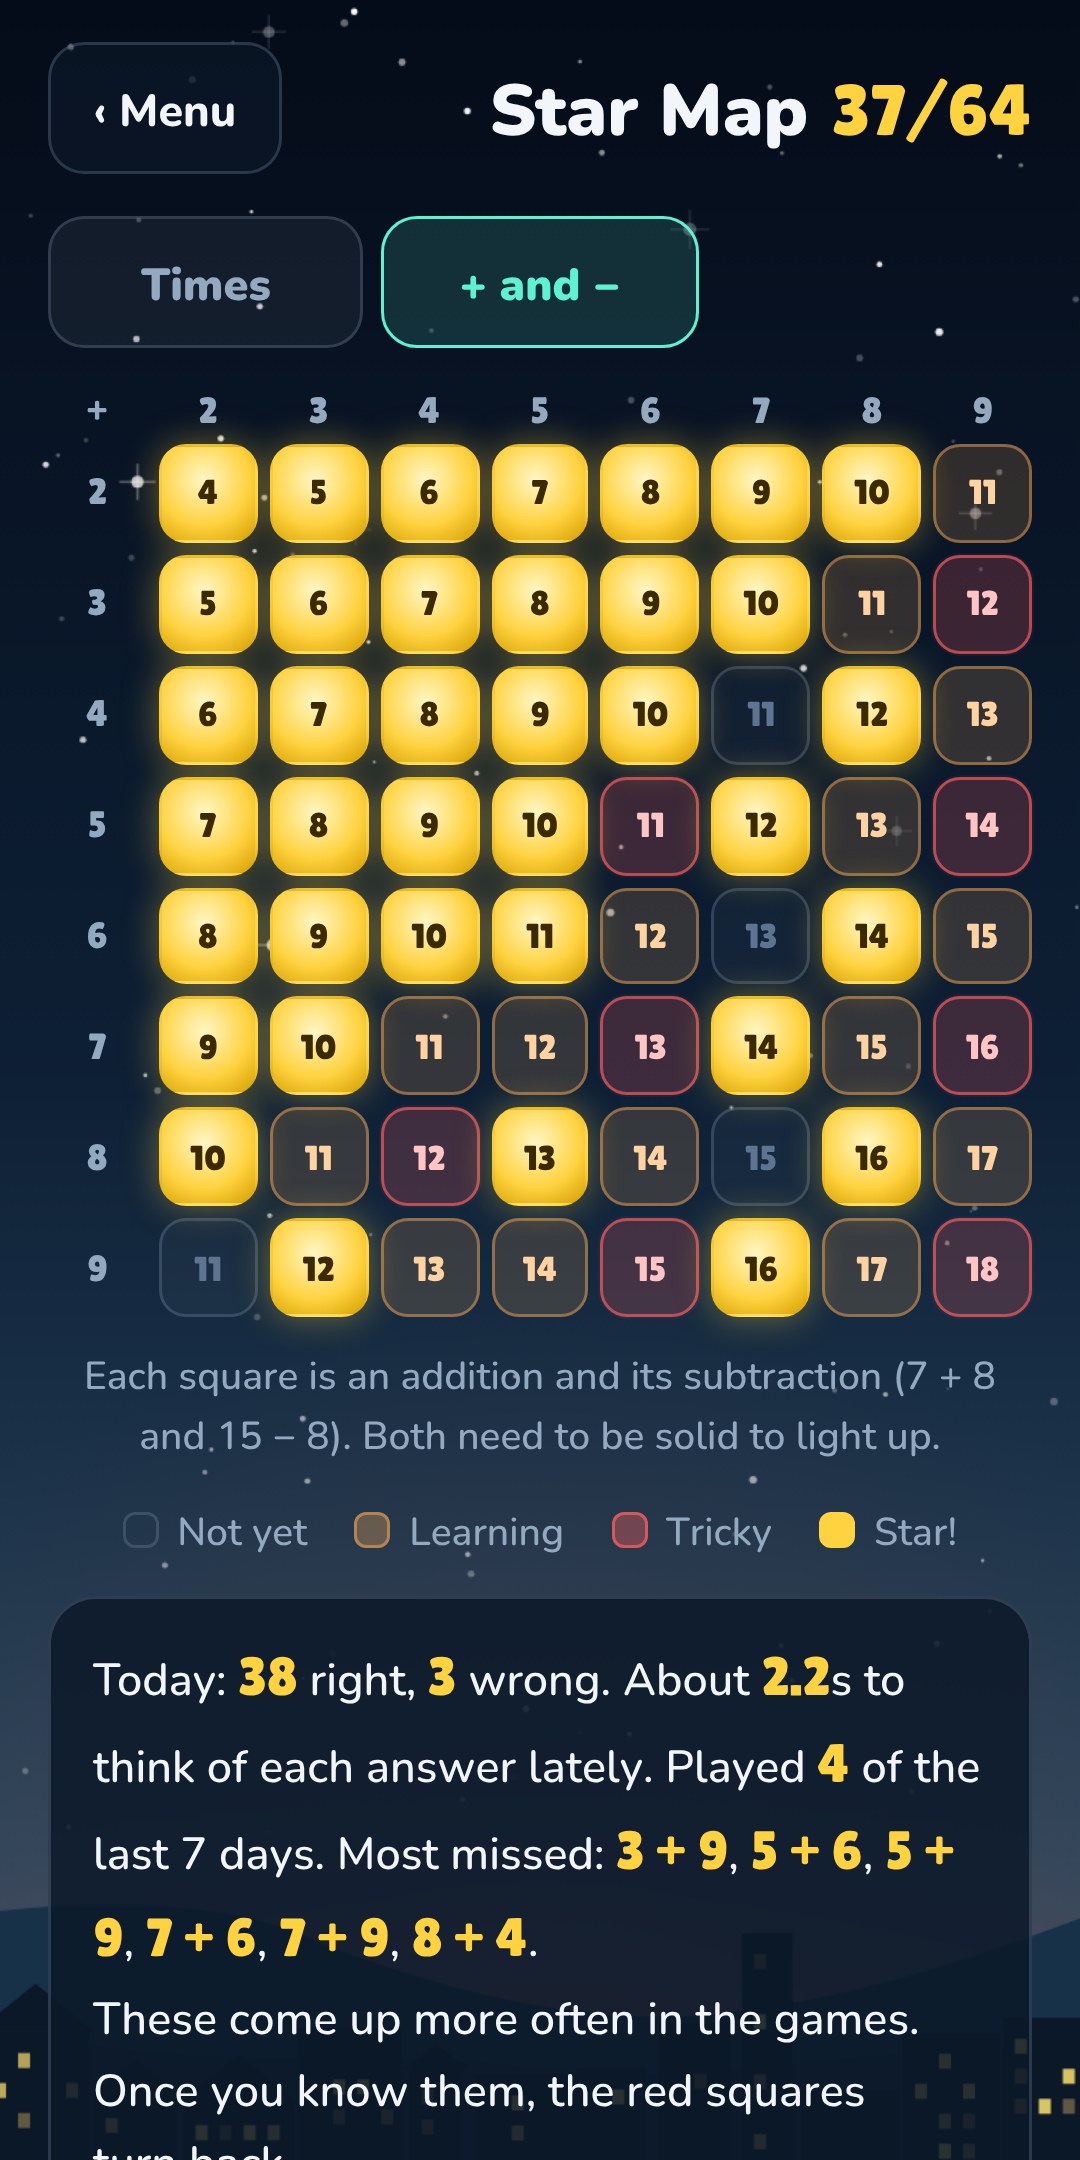 ‹ Menu
Star Map 37/64
Times
+ and −
+ 2 3 4 5 6 7 8 9
2 4 5 6 7 8 9 10 11
3 5 6 7 8 9 10 11 12
4 6 7 8 9 10 11 12 13
5 7 8 9 10 11 12 13 14
6 8 9 10 11 12 13 14 15
7 9 10 11 12 13 14 15 16
8 10 11 12 13 14 15 16 17
9 11 12 13 14 15 16 17 18
Each square is an addition and its subtraction (7 + 8
and 15 − 8). Both need to be solid to light up.
Not yet
Learning
Tricky
Star!
Today: 38 right, 3 wrong. About 2.2s to
think of each answer lately. Played 4 of the
last 7 days. Most missed: 3 + 9, 5 + 6, 5 +
9, 7 + 6, 7 + 9, 8 + 4.
These come up more often in the games.
Once you know them, the red squares
turn back